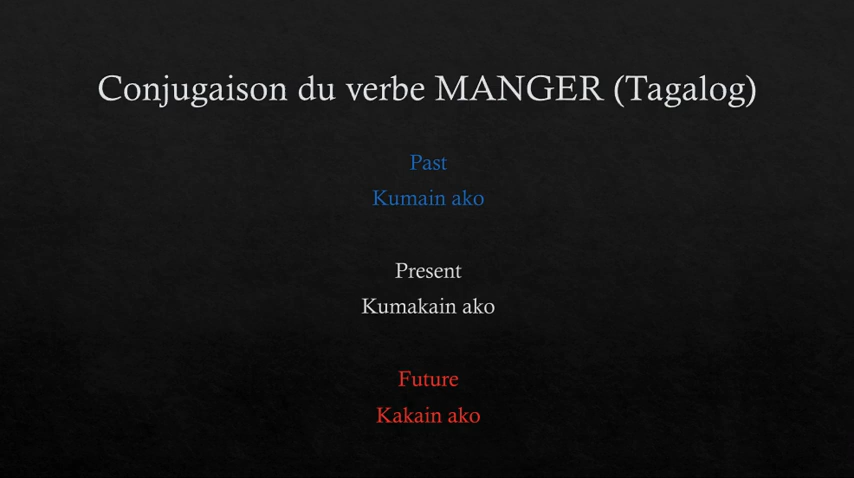 Conjugaison du verbe MANGER (Tagalog)
Past
Kumain ako
Present
Kumakain ako
Future
Kakain ako